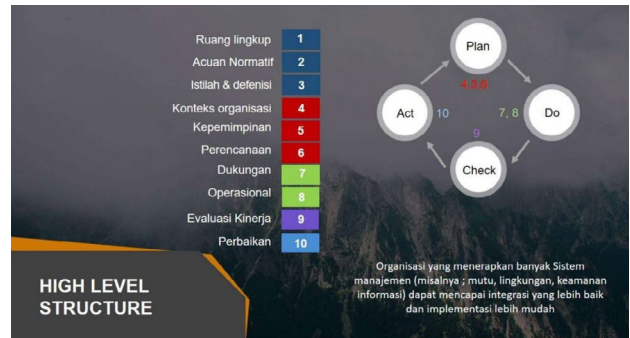 Ruang lingkup 1
Acuan Normatif 2
Istilah & defenisi 3
Konteks organisasi 4
Kepemimpinan 5
Perencanaan 6
Dukungan 7
Operasional 8
Evaluasi Kinerja 9
Perbaikan 10
Plan
4,5,6
Act
10
7, 8
Do
9
Check
HIGH LEVEL
STRUCTURE
Organisasi yang menerapkan banyak Sistem
manajemen (misalnya ; mutu, lingkungan, keamanan
informasi) dapat mencapai integrasi yang lebih baik
dan implementasi lebih mudah